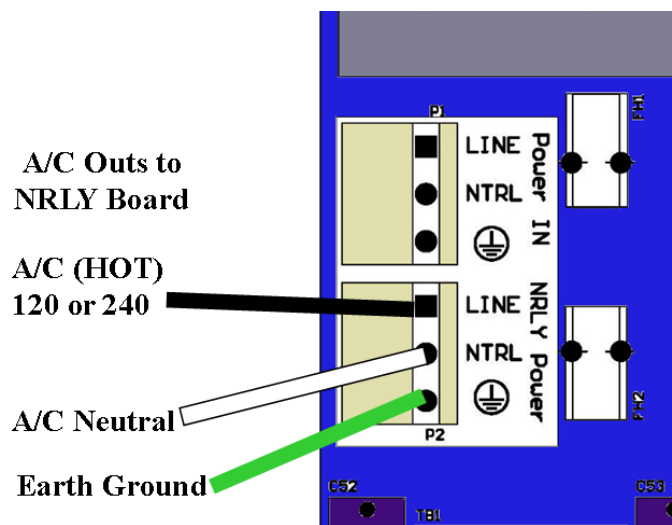 A/C Outs to
NRLY Board
A/C (HOT)
120 or 240
A/C Neutral
Earth Ground
P1
LINE
NTRL
Power IN
FH1
LINE
NTRL
NRLY Power
P2
FH2
C52
TB1
C53